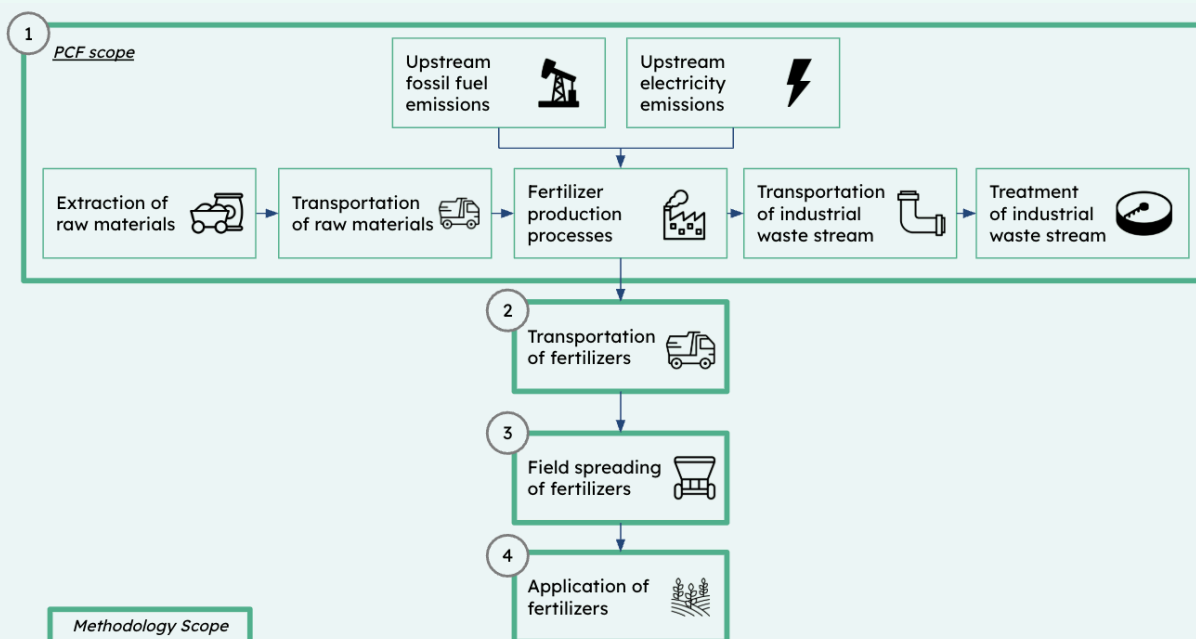 1
PCF scope
Upstream
fossil fuel
emissions
Upstream
electricity
emissions
Extraction of
raw materials
Transportation
of raw materials
Fertilizer
production
processes
Transportation
of industrial
waste stream
Treatment
of industrial
waste stream
2
Transportation
of fertilizers
3
Field spreading
of fertilizers
4
Application of
fertilizers
Methodology Scope